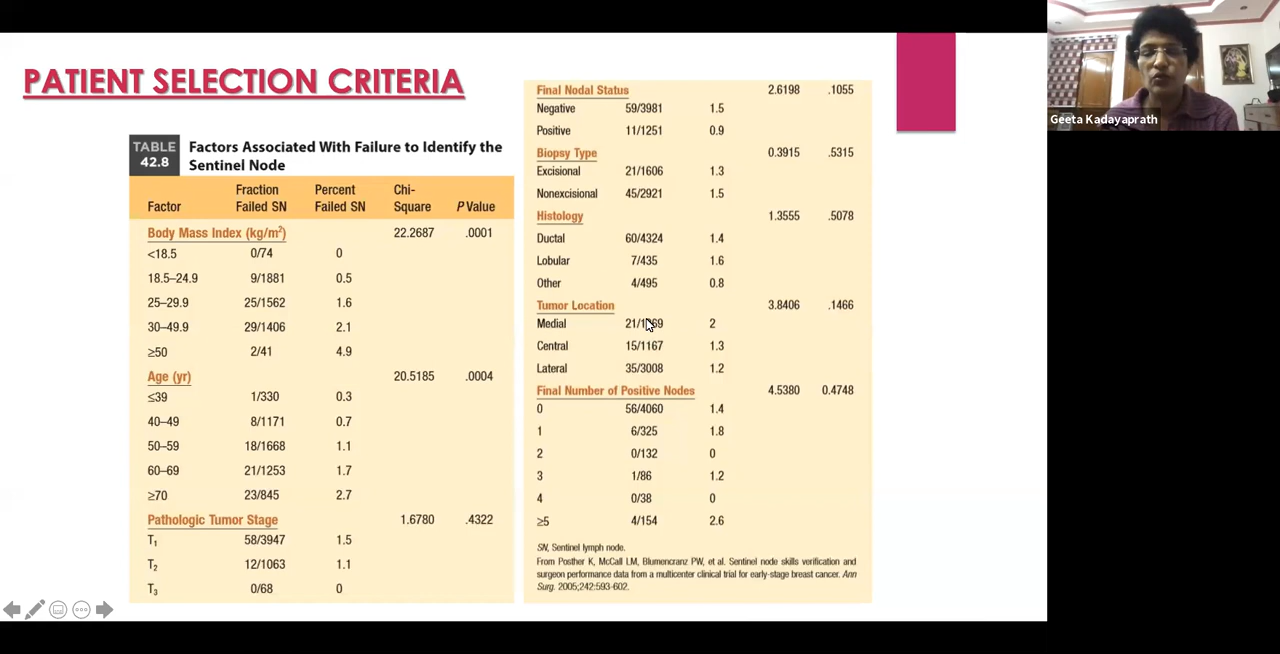 PATIENT SELECTION CRITERIA
TABLE 42.8
Factors Associated With Failure to Identify the
Sentinel Node
Factor Fraction Failed SN Percent Failed SN Chi-Square P Value
Body Mass Index (kg/m²) 22.2687 .0001
<18.5 0/74 0
18.5–24.9 9/1881 0.5
25–29.9 25/1562 1.6
30–49.9 29/1406 2.1
≥50 2/41 4.9
Age (yr) 20.5185 .0004
≤39 1/330 0.3
40–49 8/1171 0.7
50–59 18/1668 1.1
60–69 21/1253 1.7
≥70 23/845 2.7
Pathologic Tumor Stage 1.6780 .4322
T₁ 58/3947 1.5
T₂ 12/1063 1.1
T₃ 0/68 0
Final Nodal Status 2.6198 .1055
Negative 59/3981 1.5
Positive 11/1251 0.9
Biopsy Type 0.3915 .5315
Excisional 21/1606 1.3
Nonexcisional 45/2921 1.5
Histology 1.3555 .5078
Ductal 60/4324 1.4
Lobular 7/435 1.6
Other 4/495 0.8
Tumor Location 3.8406 .1466
Medial 2
Central 15/1167 1.3
Lateral 35/3008 1.2
Final Number of Positive Nodes 4.5380 0.4748
0 56/4060 1.4
1 6/325 1.8
2 0/132 0
3 1/86 1.2
4 0/38 0
≥5 4/154 2.6
SN, Sentinel lymph node.
From Posther K, McCall LM, Blumencranz PW, et al. Sentinel node skills verification and
surgeon performance data from a multicenter clinical trial for early-stage breast cancer. Ann
Surg. 2005;242:593-602.
Geeta Kadayaprath